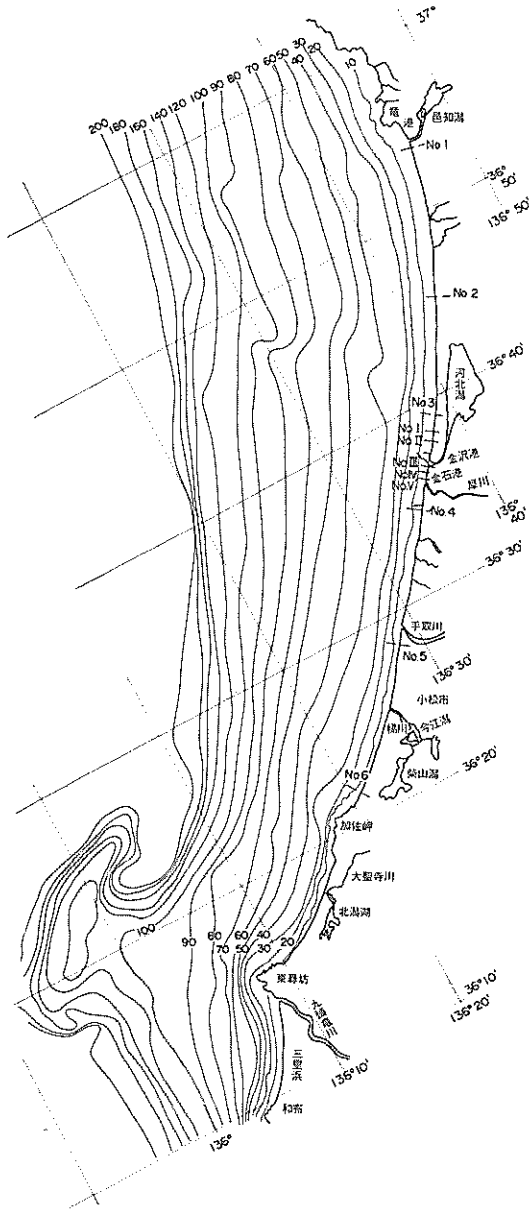 37°
10
20
30
40
50
60
70
80
90
100
120
140
160
180
200
竜
港
邑知潟
No 1
36°
50'
136° 50'
No 2
36° 40'
河北潟
No3
No I
No II
No III
No IV
No V
金沢港
金石港
犀川
136°
40'
No.4
36° 30'
手取川
No.5
136° 30'
小松市
梯川
今江潟
柴山潟
36° 20'
No6
加佐岬
大聖寺川
北潟湖
100
90
60
70
60
50
40
30
20
東尋坊
九頭竜川
36° 10'
136° 20'
136° 10'
三里浜
和布
136°